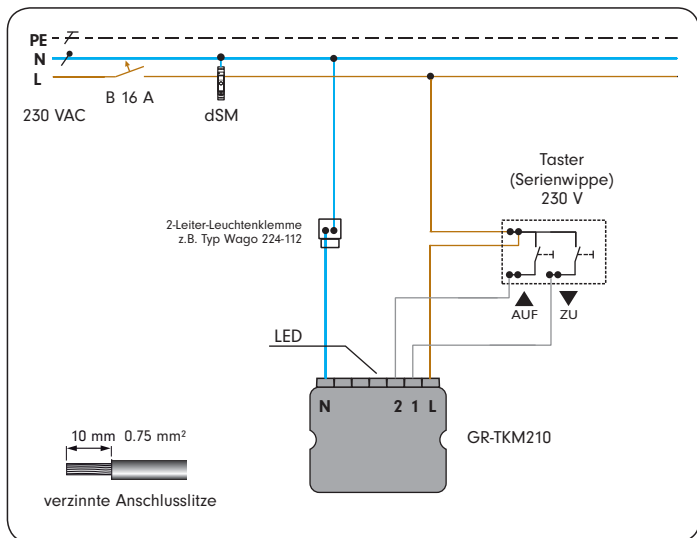 PE
N
L
B 16 A
230 VAC
dSM
Taster
(Serienwippe)
230 V
2-Leiter-Leuchtenklemme
z.B. Typ Wago 224-112
AUF
ZU
LED
N
2
1
L
GR-TKM210
10 mm 0.75 mm²
verzinnte Anschlusslitze